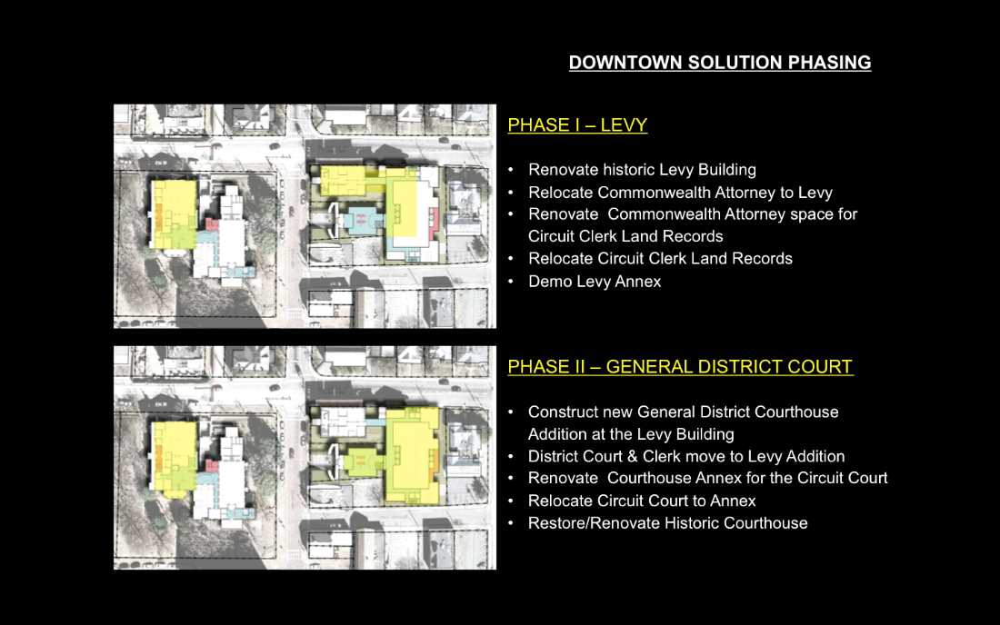 DOWNTOWN SOLUTION PHASING
PHASE I – LEVY
• Renovate historic Levy Building
• Relocate Commonwealth Attorney to Levy
• Renovate  Commonwealth Attorney space for
Circuit Clerk Land Records
• Relocate Circuit Clerk Land Records
• Demo Levy Annex
PHASE II – GENERAL DISTRICT COURT
• Construct new General District Courthouse
Addition at the Levy Building
• District Court & Clerk move to Levy Addition
• Renovate  Courthouse Annex for the Circuit Court
• Relocate Circuit Court to Annex
• Restore/Renovate Historic Courthouse